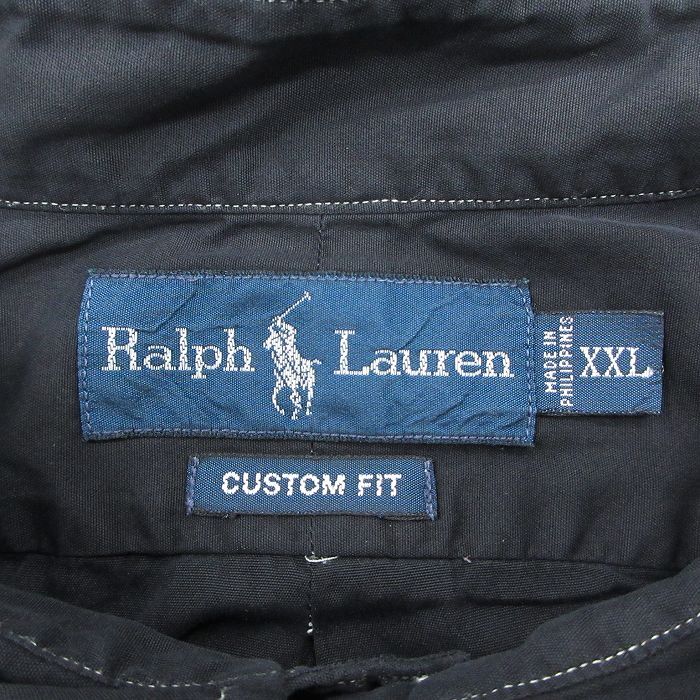 Ralph Lauren
MADE IN
PHILIPPINES
XXL
CUSTOM FIT